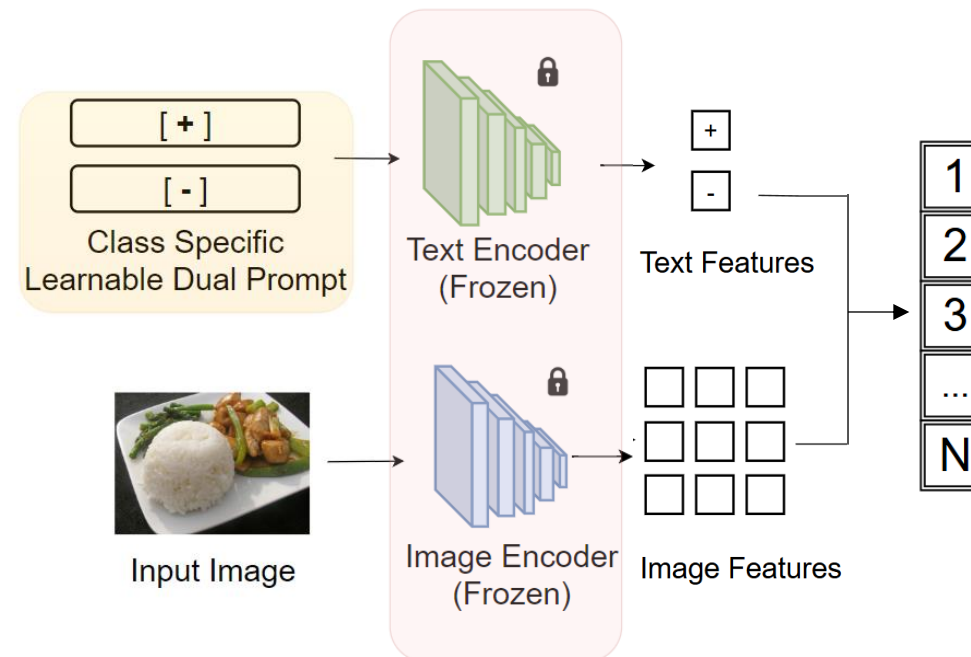 [ + ]
[ - ]
Class Specific
Learnable Dual Prompt
Text Encoder
(Frozen)
+
-
Text Features
Input Image
Image Encoder
(Frozen)
Image Features
1
2
3
...
N